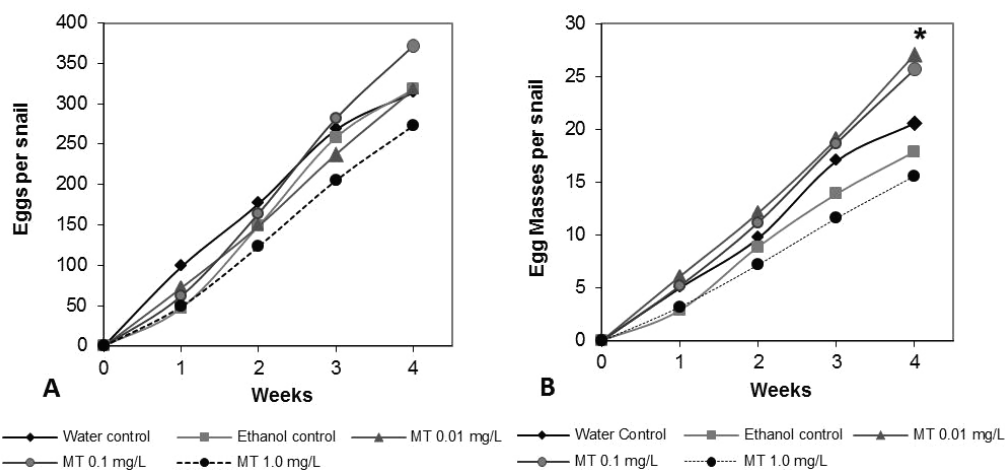 400
350
300
250
200
150
100
50
0
Eggs per snail
0 1 2 3 4
Weeks
A
Water control
Ethanol control
MT 0.01 mg/L
MT 0.1 mg/L
MT 1.0 mg/L
30
25
20
15
10
5
0
Egg Masses per snail
*
0 1 2 3 4
Weeks
B
Water Control
Ethanol control
MT 0.01 mg/L
MT 0.1 mg/L
MT 1.0 mg/L